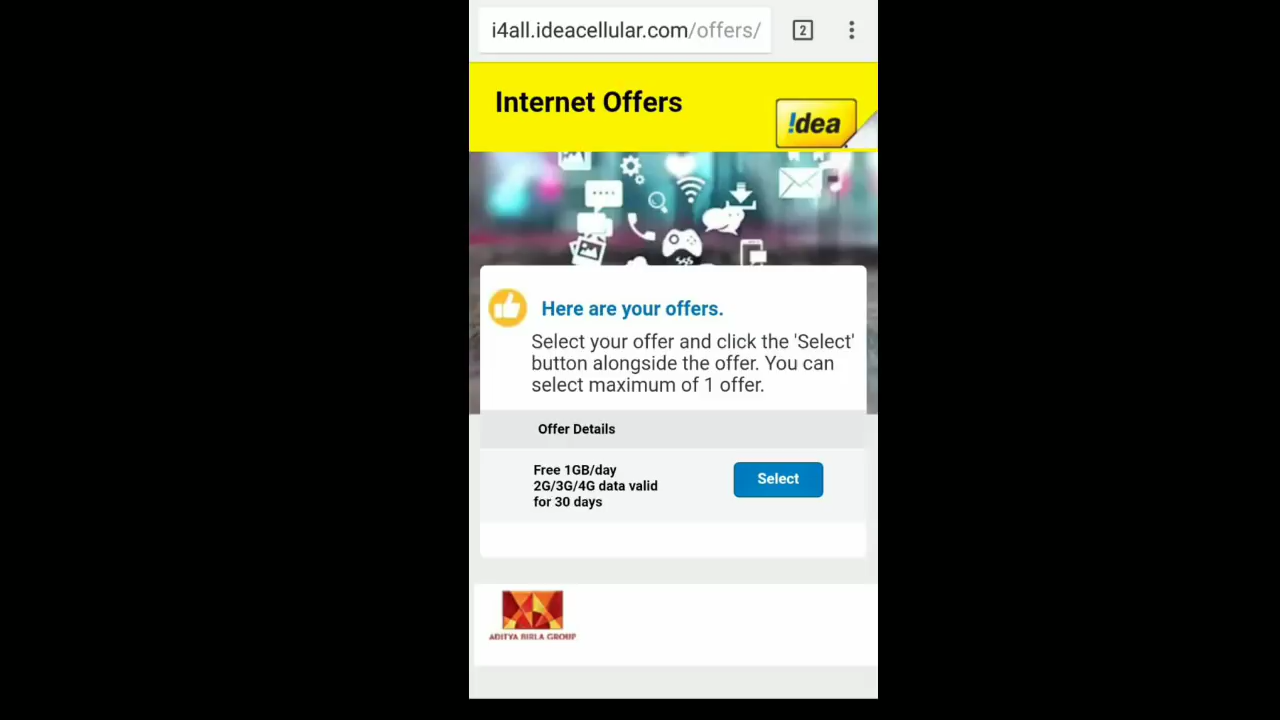 i4all.ideacellular.com/offers/
2
Internet Offers
!dea
Here are your offers.
Select your offer and click the 'Select'
button alongside the offer. You can
select maximum of 1 offer.
Offer Details
Free 1GB/day
2G/3G/4G data valid
for 30 days
Select
ADITYA BIRLA GROUP